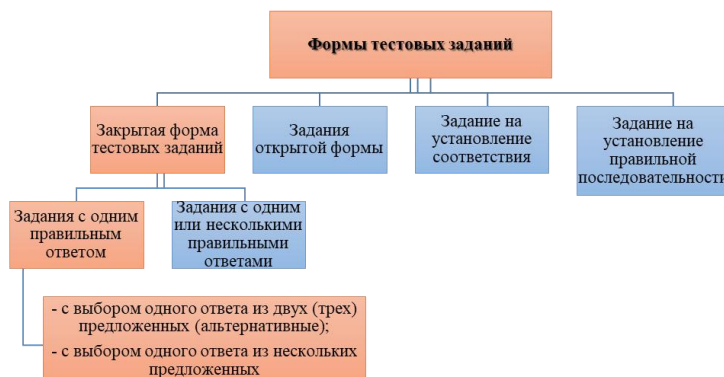 Формы тестовых заданий
Закрытая форма
тестовых заданий
Задания
открытой формы
Задание на
установление
соответствия
Задание на
установление
правильной
последовательности
Задания с одним
правильным
ответом
Задания с одним
или несколькими
правильными
ответами
- с выбором одного ответа из двух (трех)
предложенных (альтернативные);
- с выбором одного ответа из нескольких
предложенных